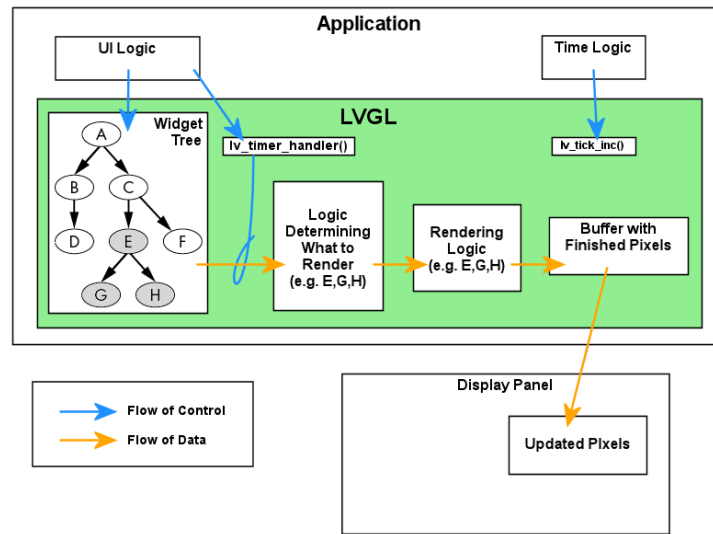 Application
UI Logic
Time Logic
LVGL
Widget
Tree
A
B
C
D
E
F
G
H
lv_timer_handler()
lv_tick_inc()
Logic
Determining
What to
Render
(e.g. E,G,H)
Rendering
Logic
(e.g. E,G,H)
Buffer with
Finished Pixels
Flow of Control
Flow of Data
Display Panel
Updated PIxels